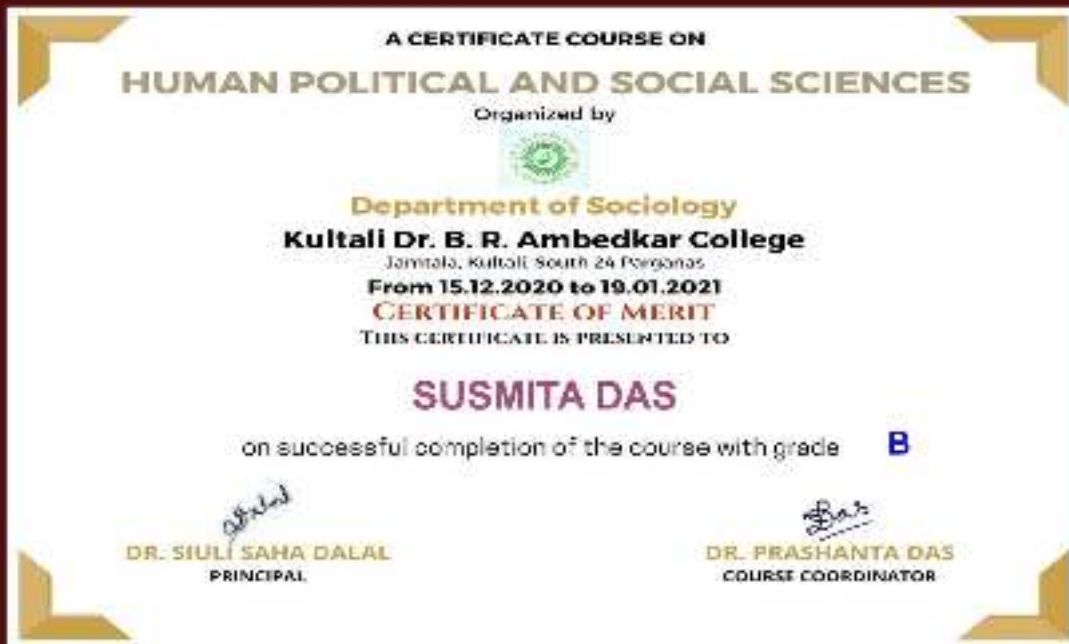 A CERTIFICATE COURSE ON
HUMAN POLITICAL AND SOCIAL SCIENCES
Organized by
Department of Sociology
Kultali Dr. B. R. Ambedkar College
Jamtala, Kultali, South 24 Parganas
From 15.12.2020 to 19.01.2021
CERTIFICATE OF MERIT
THIS CERTIFICATE IS PRESENTED TO
SUSMITA DAS
on successful completion of the course with grade B
Das
DR. SIULI SAHA DALAL
DR. PRASHANTA DAS
PRINCIPAL
COURSE COORDINATOR